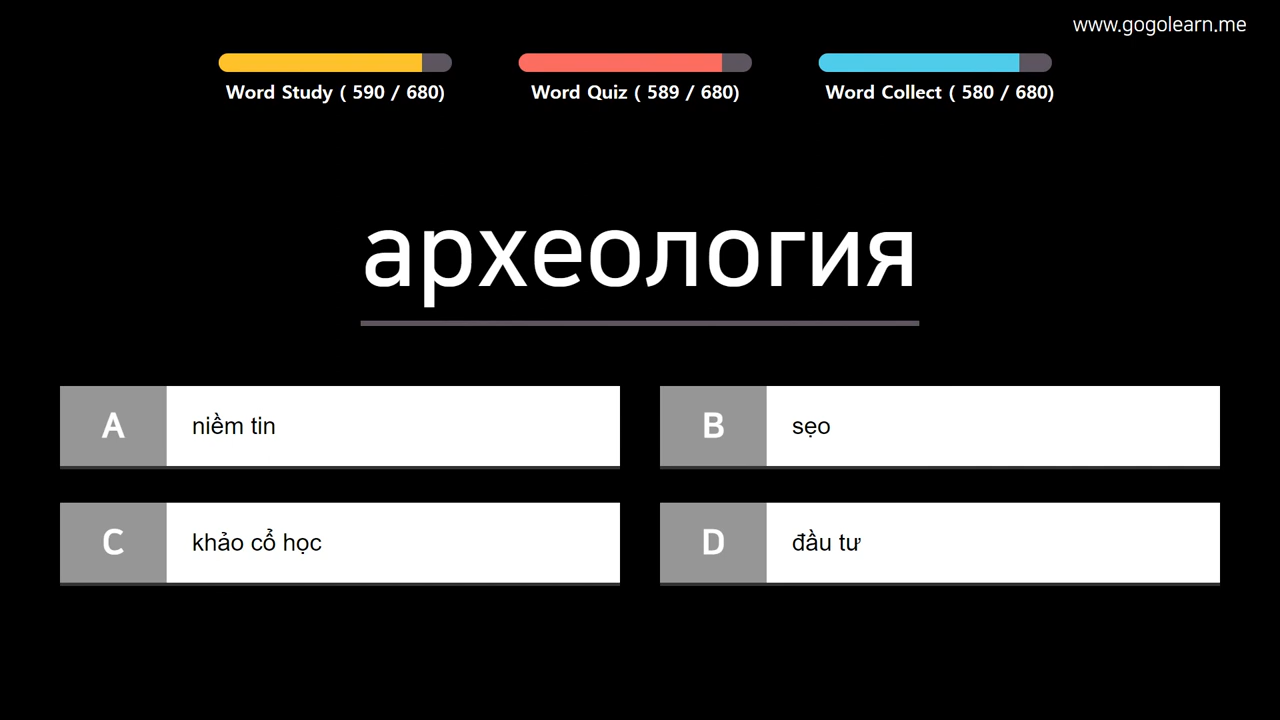 www.gogolearn.me
Word Study ( 590 / 680)
Word Quiz ( 589 / 680)
Word Collect ( 580 / 680)
археология
A niềm tin
B sẹo
C khảo cổ học
D đầu tư